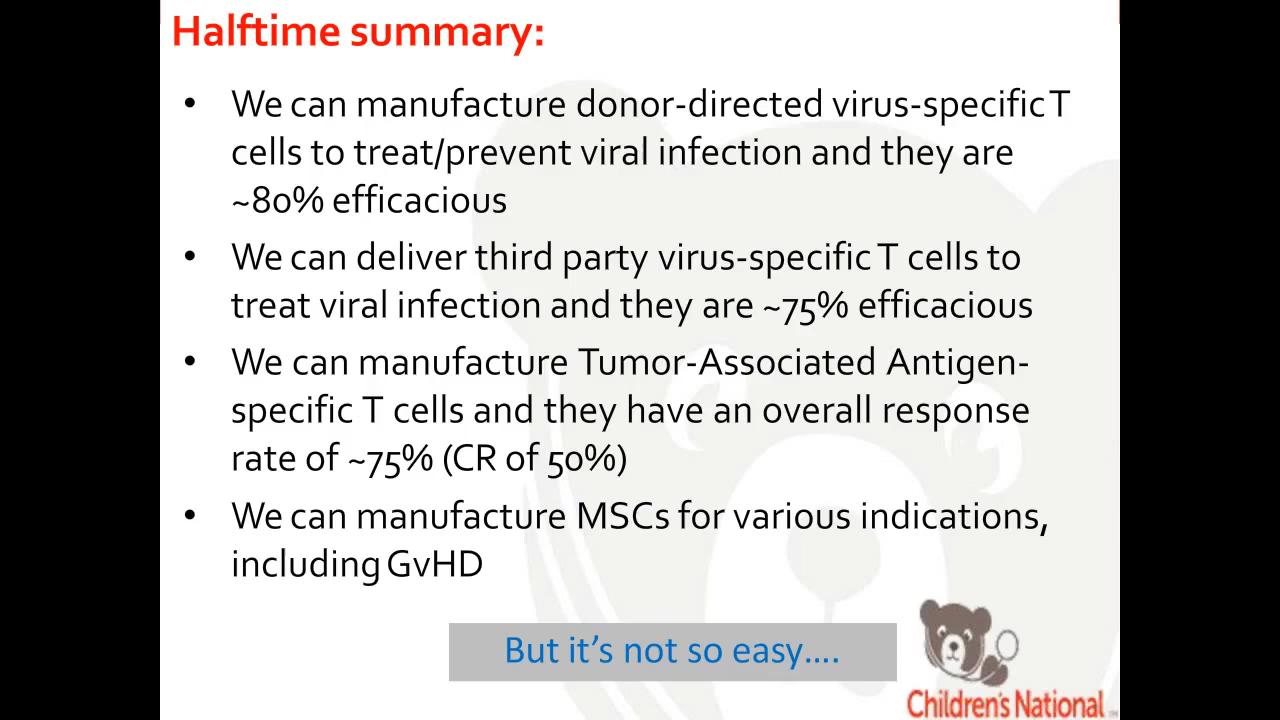 Halftime summary:
• We can manufacture donor-directed virus-specific T
cells to treat/prevent viral infection and they are
~80% efficacious
• We can deliver third party virus-specific T cells to
treat viral infection and they are ~75% efficacious
• We can manufacture Tumor-Associated Antigen-
specific T cells and they have an overall response
rate of ~75% (CR of 50%)
• We can manufacture MSCs for various indications,
including GvHD
But it's not so easy....
Children's National™